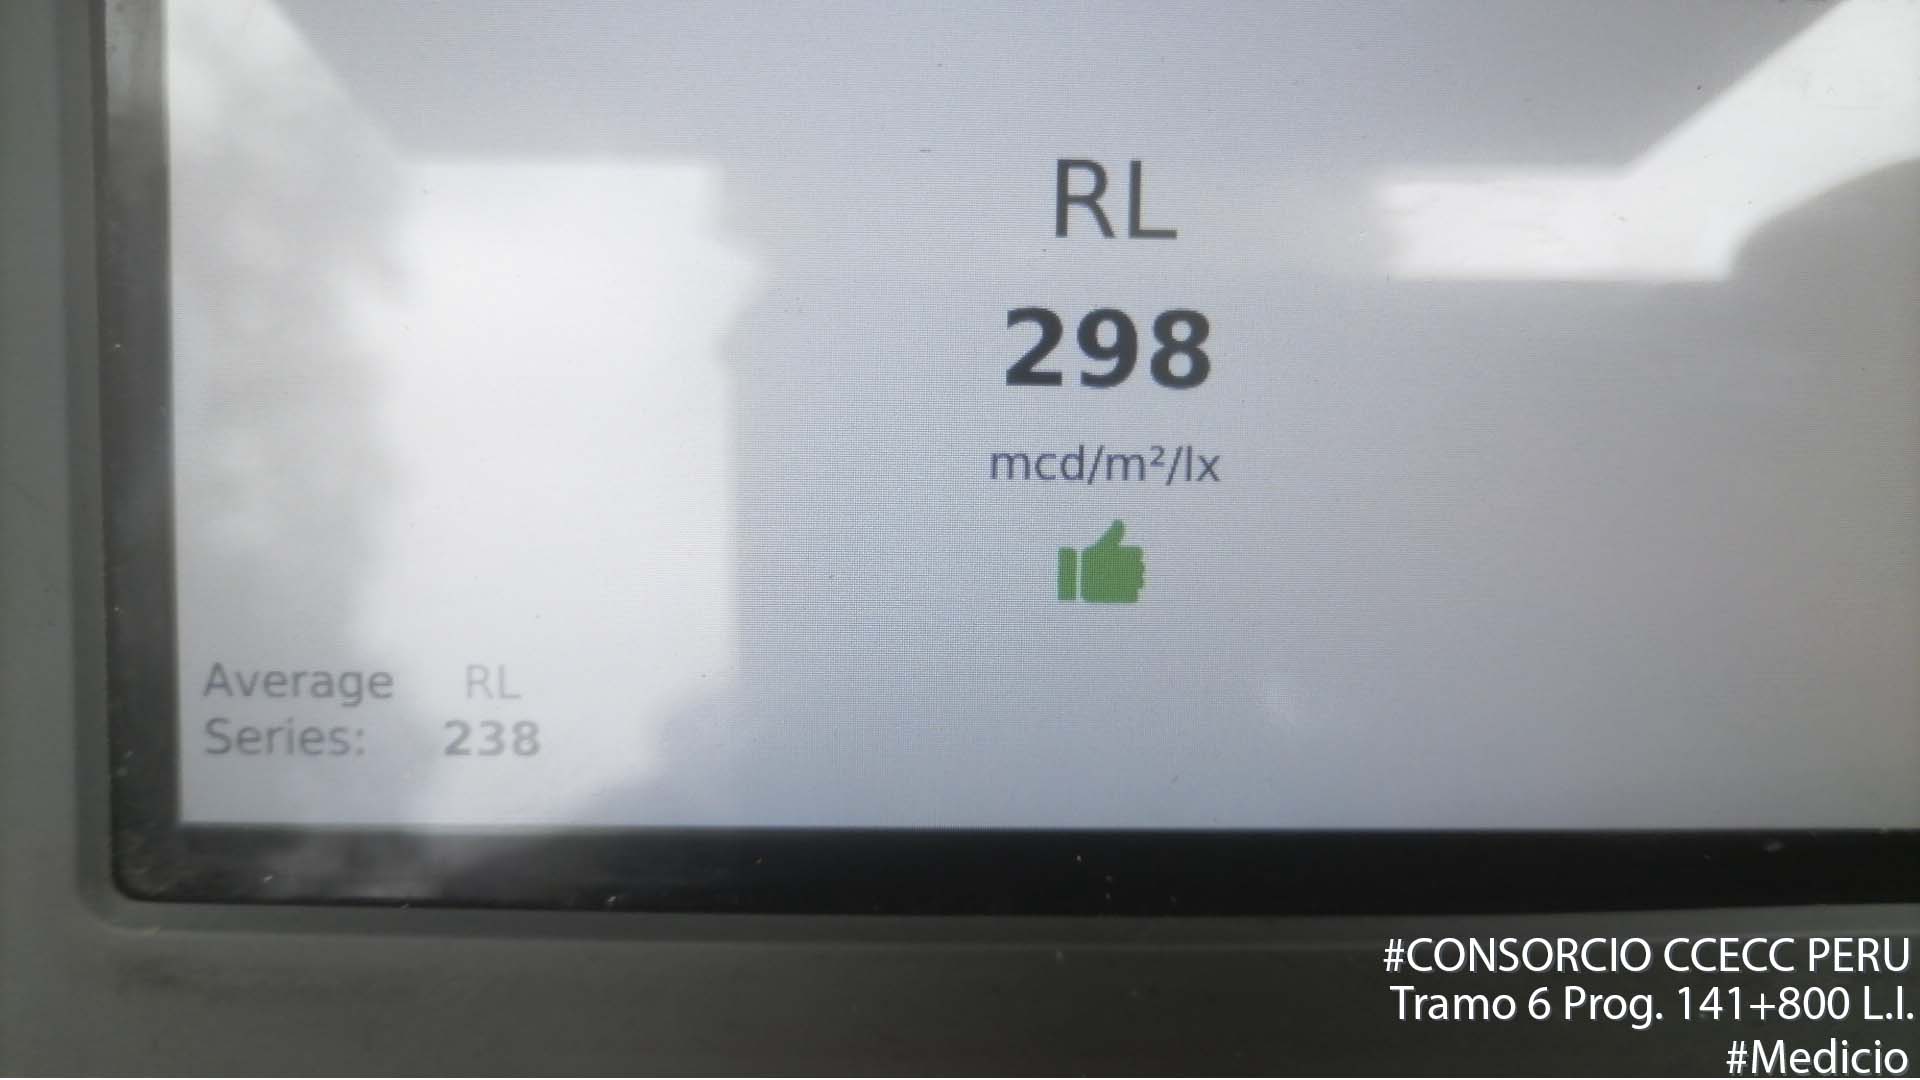 RL
298
mcd/m²/lx
Average RL
Series: 238
#CONSORCIO CCECC PERU
Tramo 6 Prog. 141+800 L.I.
#Medicio